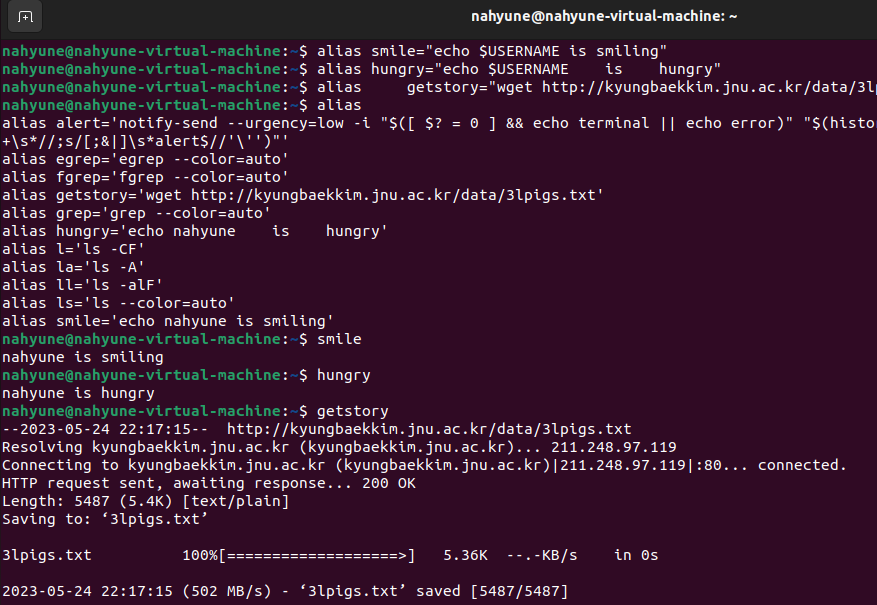 nahyune@nahyune-virtual-machine: ~
nahyune@nahyune-virtual-machine:~$ alias smile="echo $USERNAME is smiling"
nahyune@nahyune-virtual-machine:~$ alias hungry="echo $USERNAME    is    hungry"
nahyune@nahyune-virtual-machine:~$ alias     getstory="wget http://kyungbaekkim.jnu.ac.kr/data/3lp
nahyune@nahyune-virtual-machine:~$ alias
alias alert='notify-send --urgency=low -i "$([ $? = 0 ] && echo terminal || echo error)" "$(histo
+\s*//;s/[;&|]\s*alert$//'\'')"'
alias egrep='egrep --color=auto'
alias fgrep='fgrep --color=auto'
alias getstory='wget http://kyungbaekkim.jnu.ac.kr/data/3lpigs.txt'
alias grep='grep --color=auto'
alias hungry='echo nahyune    is    hungry'
alias l='ls -CF'
alias la='ls -A'
alias ll='ls -alF'
alias ls='ls --color=auto'
alias smile='echo nahyune is smiling'
nahyune@nahyune-virtual-machine:~$ smile
nahyune is smiling
nahyune@nahyune-virtual-machine:~$ hungry
nahyune is hungry
nahyune@nahyune-virtual-machine:~$ getstory
--2023-05-24 22:17:15--  http://kyungbaekkim.jnu.ac.kr/data/3lpigs.txt
Resolving kyungbaekkim.jnu.ac.kr (kyungbaekkim.jnu.ac.kr)... 211.248.97.119
Connecting to kyungbaekkim.jnu.ac.kr (kyungbaekkim.jnu.ac.kr)|211.248.97.119|:80... connected.
HTTP request sent, awaiting response... 200 OK
Length: 5487 (5.4K) [text/plain]
Saving to: ‘3lpigs.txt’
3lpigs.txt          100%[===================>]   5.36K  --.-KB/s    in 0s
2023-05-24 22:17:15 (502 MB/s) - ‘3lpigs.txt’ saved [5487/5487]